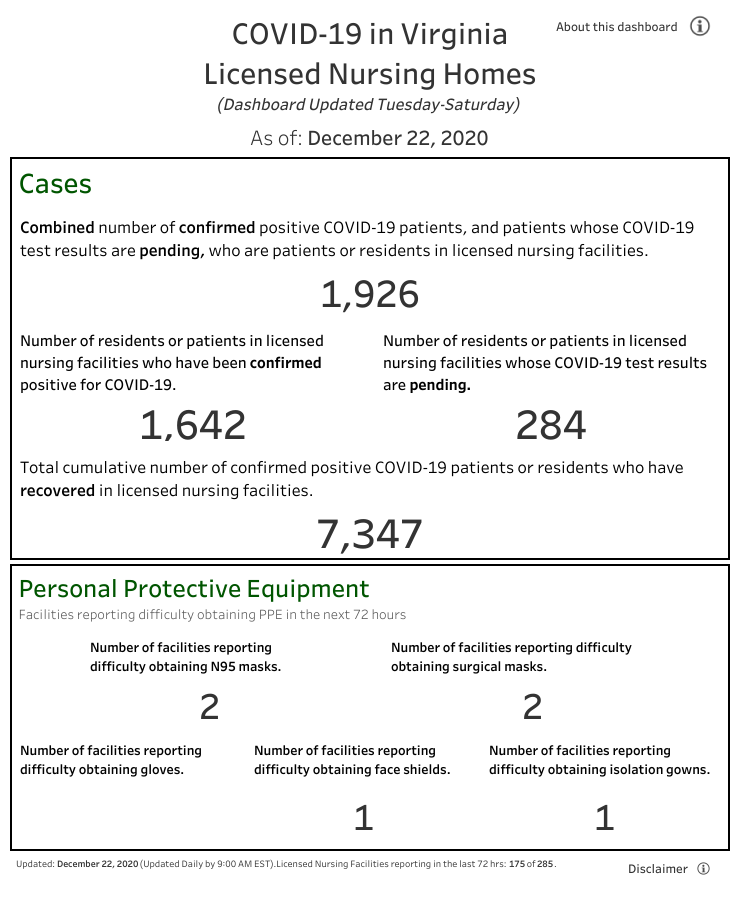 COVID-19 in Virginia
Licensed Nursing Homes
About this dashboard
(Dashboard Updated Tuesday-Saturday)
As of: December 22, 2020
Cases
Combined number of confirmed positive COVID-19 patients, and patients whose COVID-19
test results are pending, who are patients or residents in licensed nursing facilities.
1,926
Number of residents or patients in licensed
nursing facilities who have been confirmed
positive for COVID-19.
1,642
Number of residents or patients in licensed
nursing facilities whose COVID-19 test results
are pending.
284
Total cumulative number of confirmed positive COVID-19 patients or residents who have
recovered in licensed nursing facilities.
7,347
Personal Protective Equipment
Facilities reporting difficulty obtaining PPE in the next 72 hours
Number of facilities reporting
difficulty obtaining N95 masks.
2
Number of facilities reporting difficulty
obtaining surgical masks.
2
Number of facilities reporting
difficulty obtaining gloves.
Number of facilities reporting
difficulty obtaining face shields.
1
Number of facilities reporting
difficulty obtaining isolation gowns.
1
Updated: December 22, 2020 (Updated Daily by 9:00 AM EST).Licensed Nursing Facilities reporting in the last 72 hrs: 175 of 285.
Disclaimer